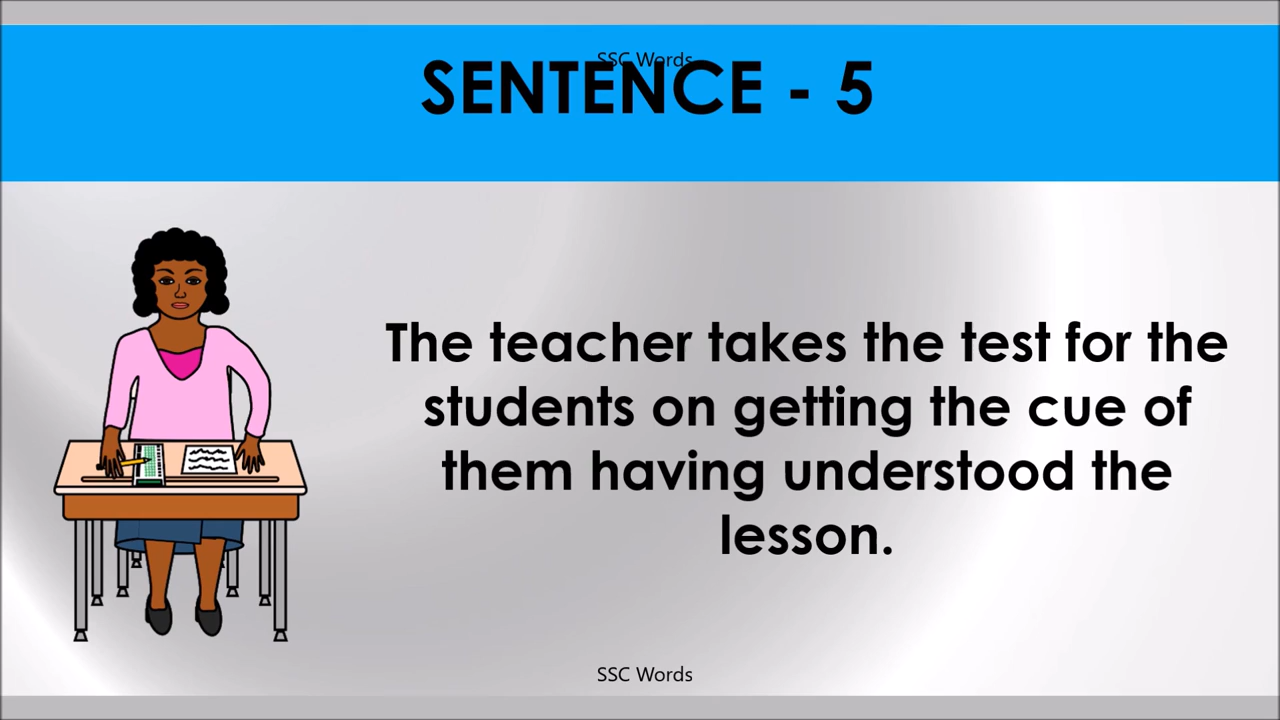 SSC Words
SENTENCE - 5
The teacher takes the test for the
students on getting the cue of
them having understood the
lesson.
SSC Words